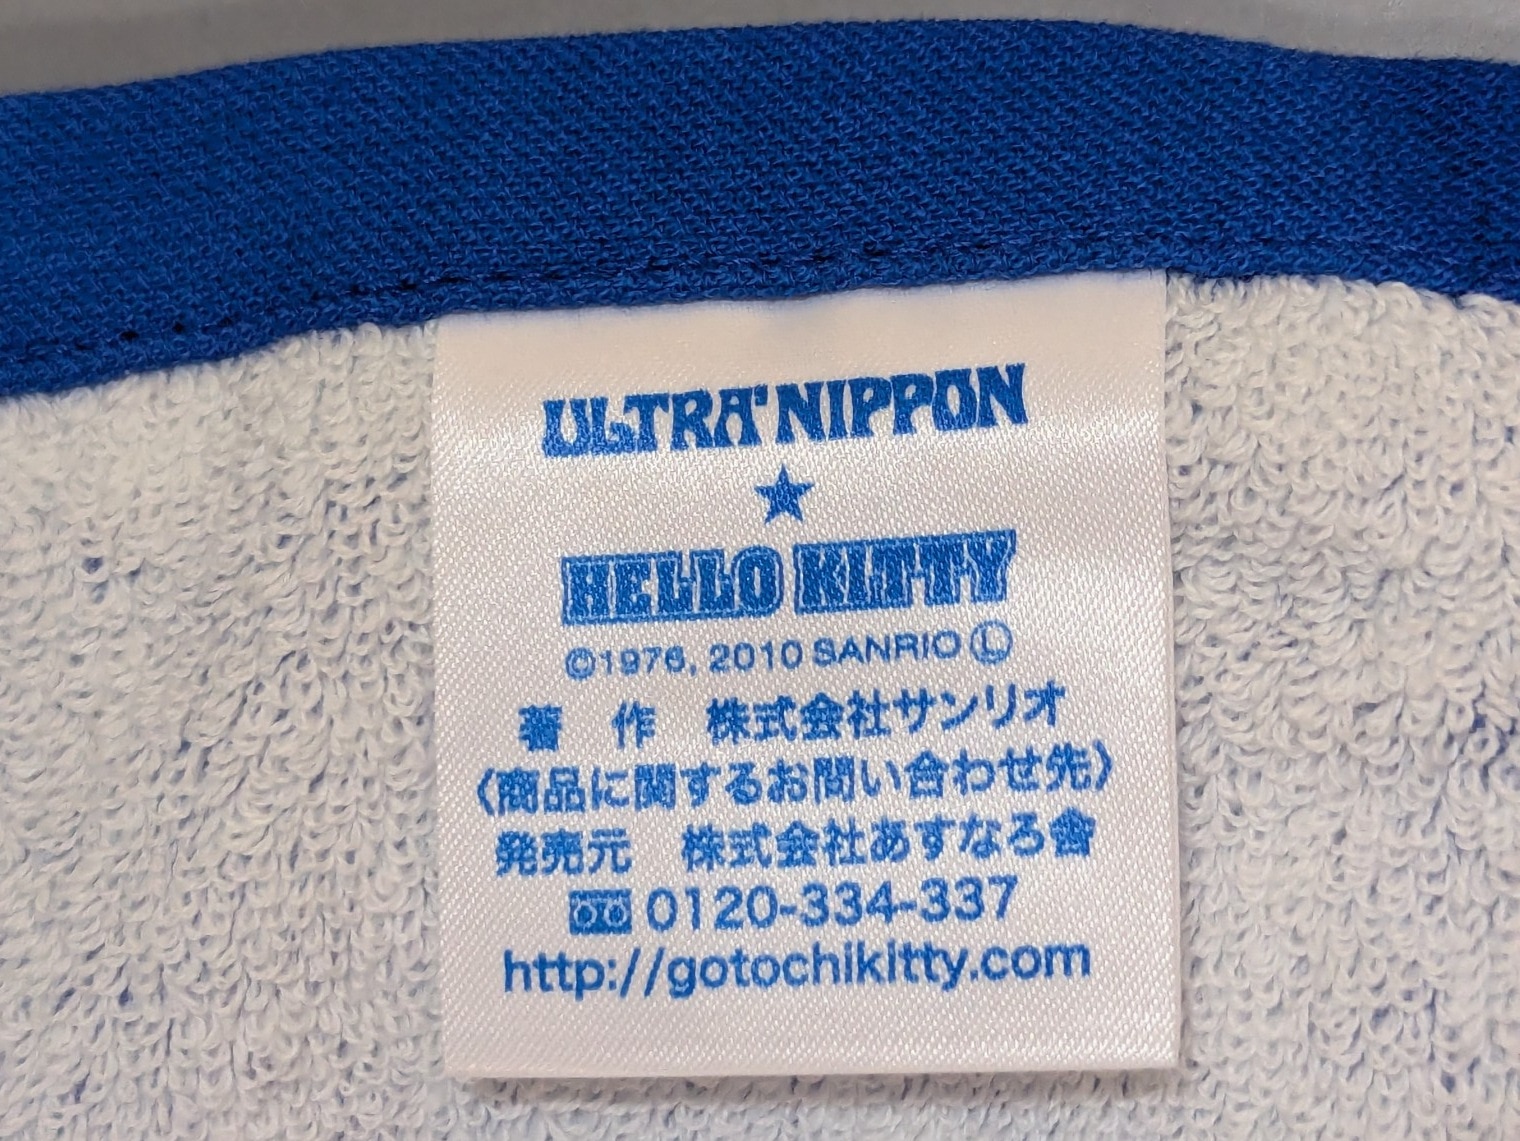 ULTRA NIPPON
★
HELLO KITTY
©1976, 2010 SANRIO Ⓛ
著　作　株式会社サンリオ
〈商品に関するお問い合わせ先〉
発売元　株式会社あすなろ舎
0120-334-337
http://gotochikitty.com